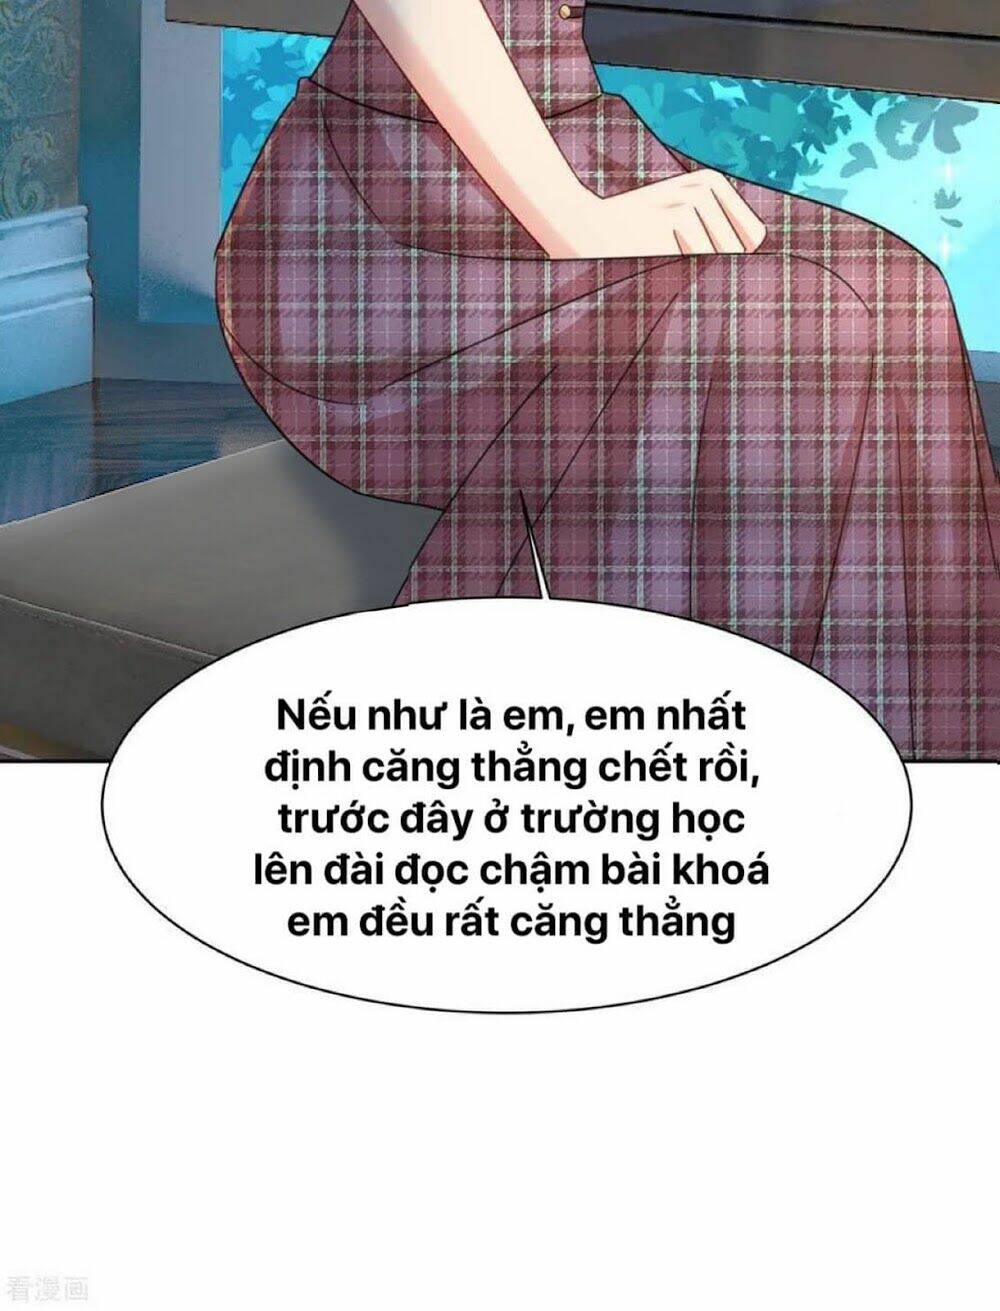 Nếu như là em, em nhất
định căng thẳng chết rồi,
trước đây ở trường học
lên đài đọc chậm bài khoá
em đều rất căng thẳng
看漫画